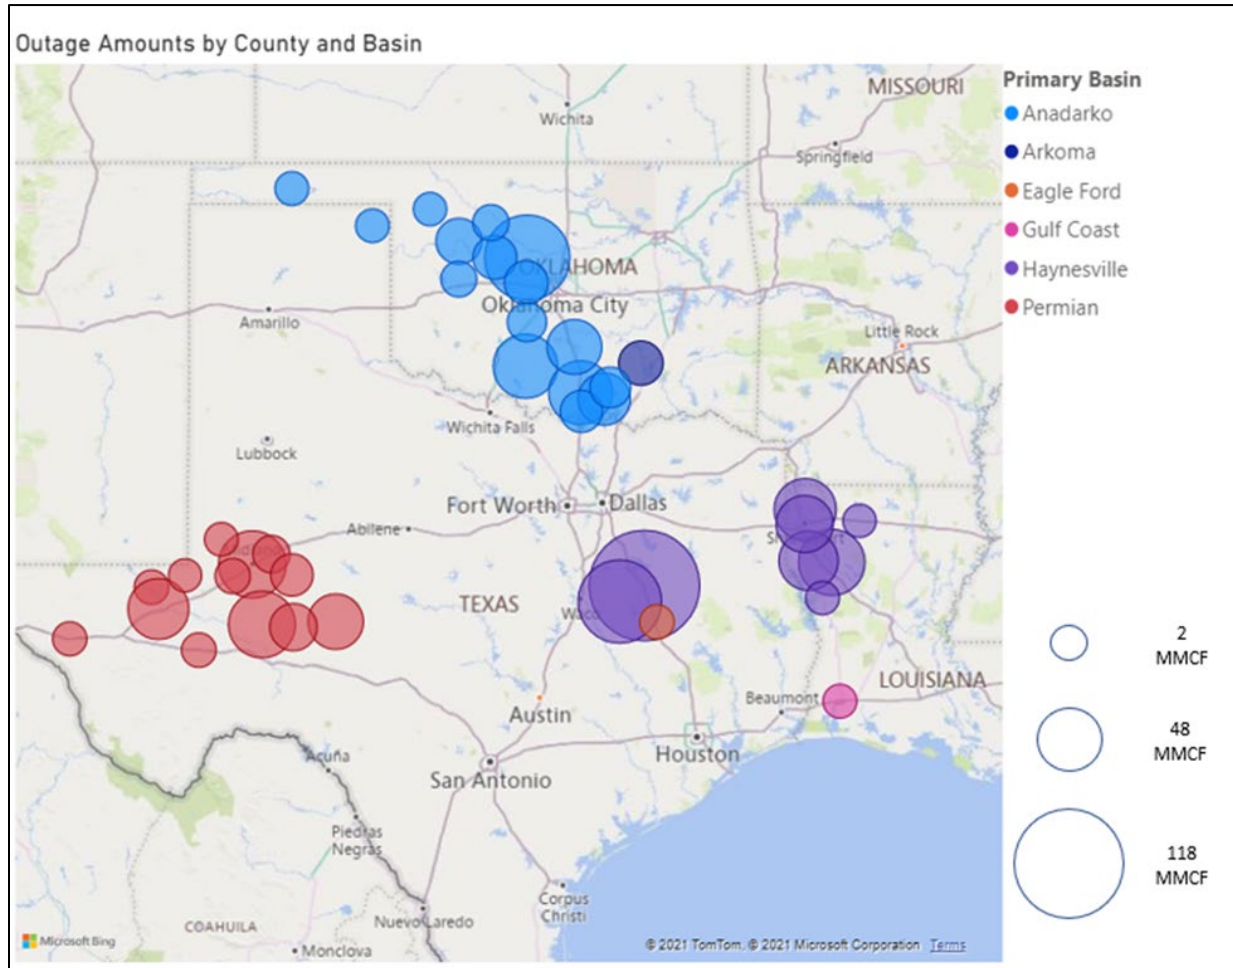 Outage Amounts by County and Basin
Primary Basin
Anadarko
Arkoma
Eagle Ford
Gulf Coast
Haynesville
Permian
MISSOURI
Wichita
Springfield
OKLAHOMA
Oklahoma City
Amarillo
Little Rock
ARKANSAS
Wichita Falls
Lubbock
Fort Worth
Dallas
Abilene
TEXAS
Waco
LOUISIANA
Beaumont
Austin
Houston
San Antonio
Acuña
Piedras
Negras
Corpus
Christi
Nuevo Laredo
COAHUILA
Monclova
2
MMCF
48
MMCF
118
MMCF
Microsoft Bing
© 2021 TomTom, © 2021 Microsoft Corporation Terms